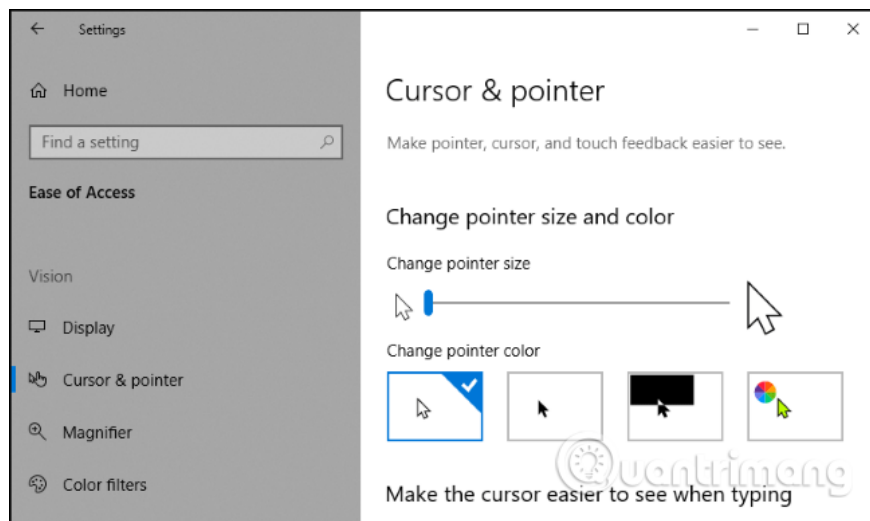 Settings
Home
Find a setting
Ease of Access
Vision
Display
Cursor & pointer
Magnifier
Color filters
Cursor & pointer
Make pointer, cursor, and touch feedback easier to see.
Change pointer size and color
Change pointer size
Change pointer color
Quantrimang
Make the cursor easier to see when typing